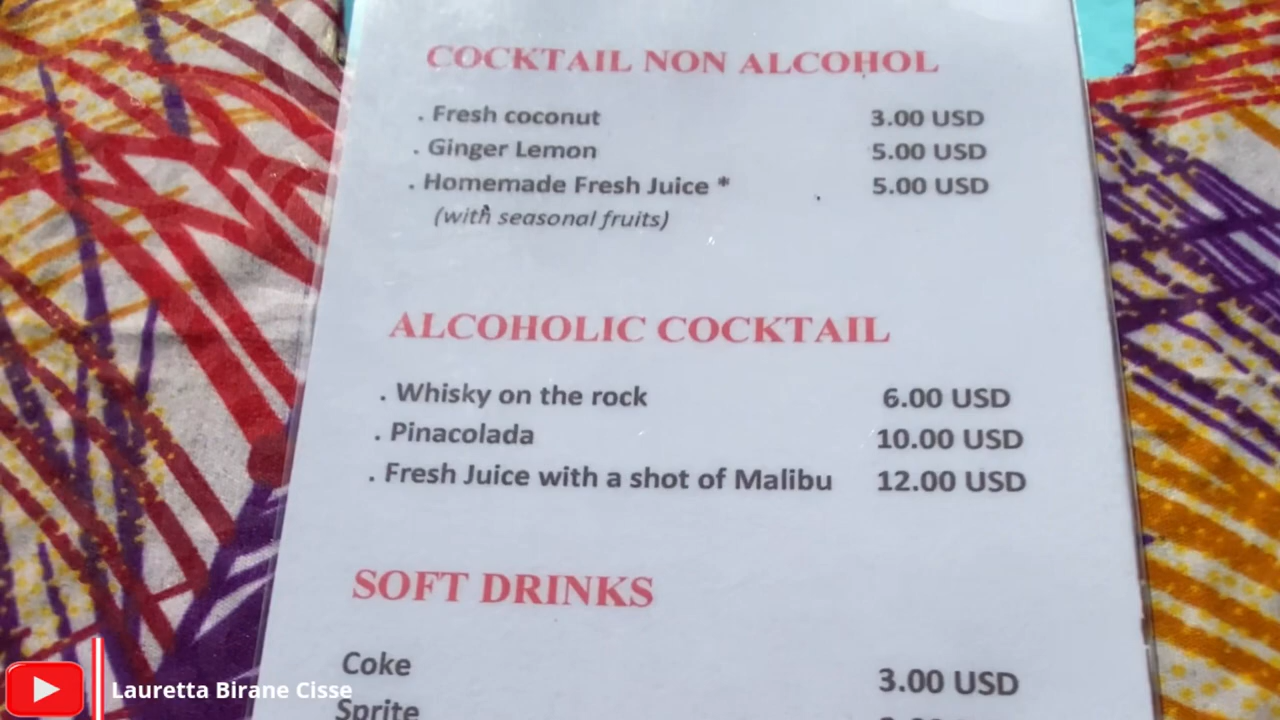 COCKTAIL NON ALCOHOL
. Fresh coconut 3.00 USD
. Ginger Lemon 5.00 USD
. Homemade Fresh Juice * 5.00 USD
(with seasonal fruits)
ALCOHOLIC COCKTAIL
. Whisky on the rock 6.00 USD
. Pinacolada 10.00 USD
. Fresh Juice with a shot of Malibu 12.00 USD
SOFT DRINKS
Coke 3.00 USD
Sprite
Lauretta Birane Cisse